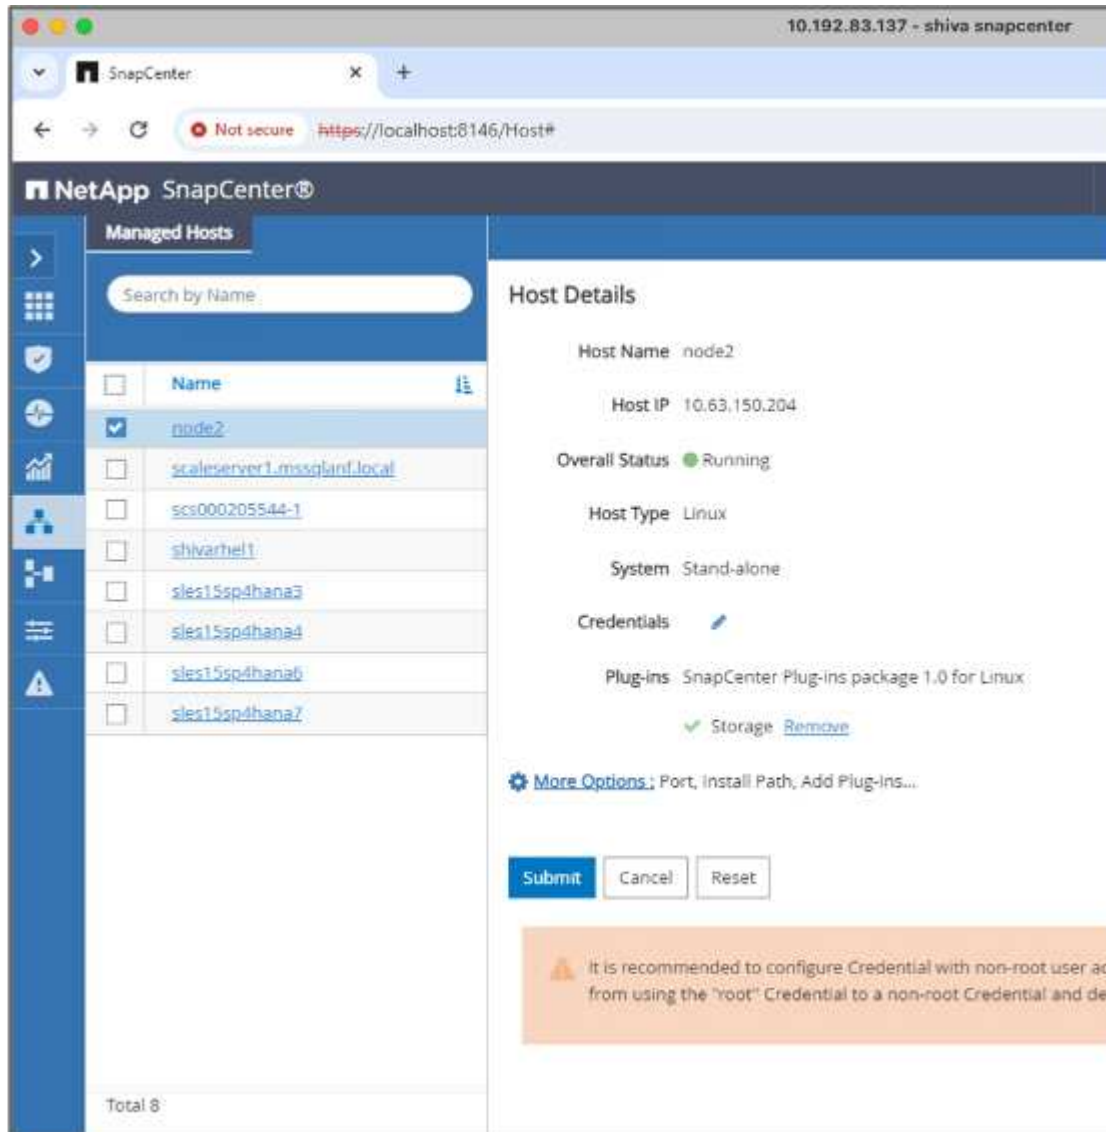 10.192.83.137 - shiva snapcenter
SnapCenter
Not secure https://localhost:8146/Host#
NetApp SnapCenter®
Managed Hosts
Search by Name
Name
node2
scaleserver1.mssqlanf.local
scs000205544-1
shivarhel1
sles15sp4hana3
sles15sp4hana4
sles15sp4hana6
sles15sp4hana7
Total 8
Host Details
Host Name node2
Host IP 10.63.150.204
Overall Status Running
Host Type Linux
System Stand-alone
Credentials
Plug-ins SnapCenter Plug-ins package 1.0 for Linux
Storage Remove
More Options : Port, Install Path, Add Plug-Ins...
Submit Cancel Reset
It is recommended to configure Credential with non-root user ac
from using the "root" Credential to a non-root Credential and de